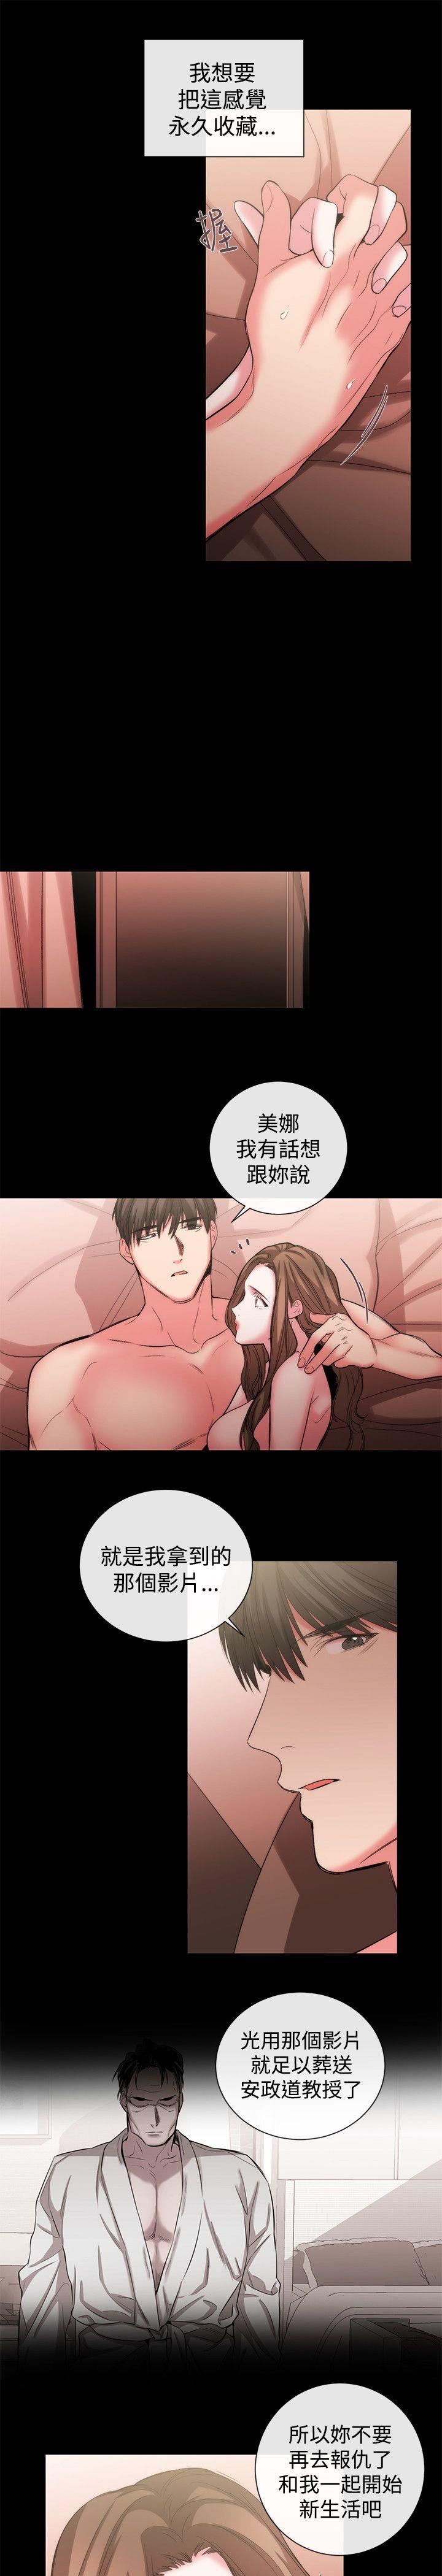 我想要
把這感覺
永久收藏...
握
美娜
我有話想
跟妳說
就是我拿到的
那個影片...
光用那個影片
就足以葬送
安政道教授了
所以妳不要
再去報仇了
和我一起開始
新生活吧